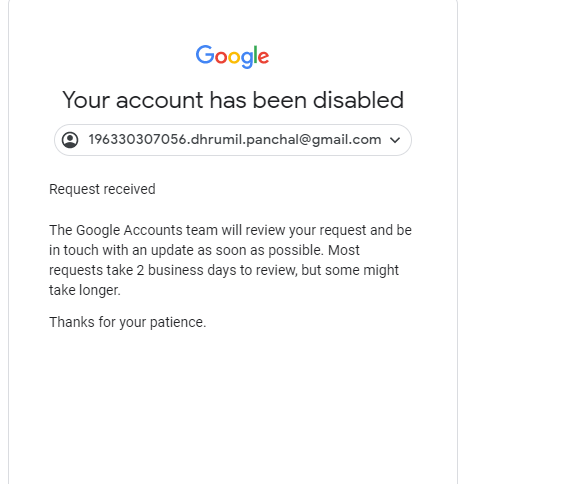 Google
Your account has been disabled
196330307056.dhrumil.panchal@gmail.com
Request received
The Google Accounts team will review your request and be
in touch with an update as soon as possible. Most
requests take 2 business days to review, but some might
take longer.
Thanks for your patience.